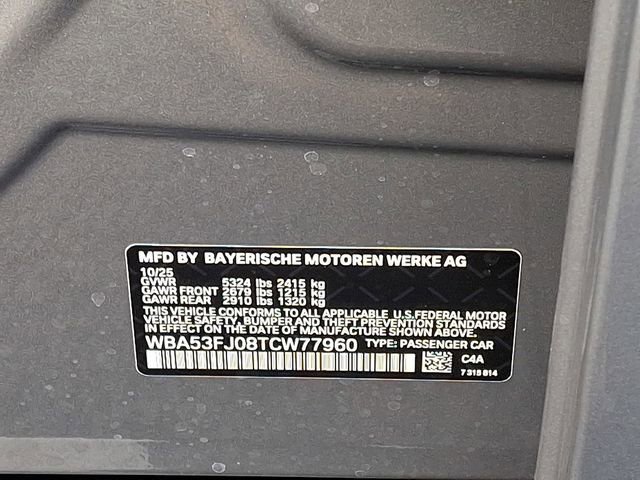 MFD BY BAYERISCHE MOTOREN WERKE AG
10/25
GVWR 5324 lbs 2415 kg
GAWR FRONT 2679 lbs 1215 kg
GAWR REAR 2910 lbs 1320 kg
THIS VEHICLE CONFORMS TO ALL APPLICABLE U.S.FEDERAL MOTOR
VEHICLE SAFETY, BUMPER AND THEFT PREVENTION STANDARDS
IN EFFECT ON THE DATE OF MANUFACTURE SHOWN ABOVE.
WBA53FJ08TCW77960 TYPE: PASSENGER CAR
C4A
7 315 814